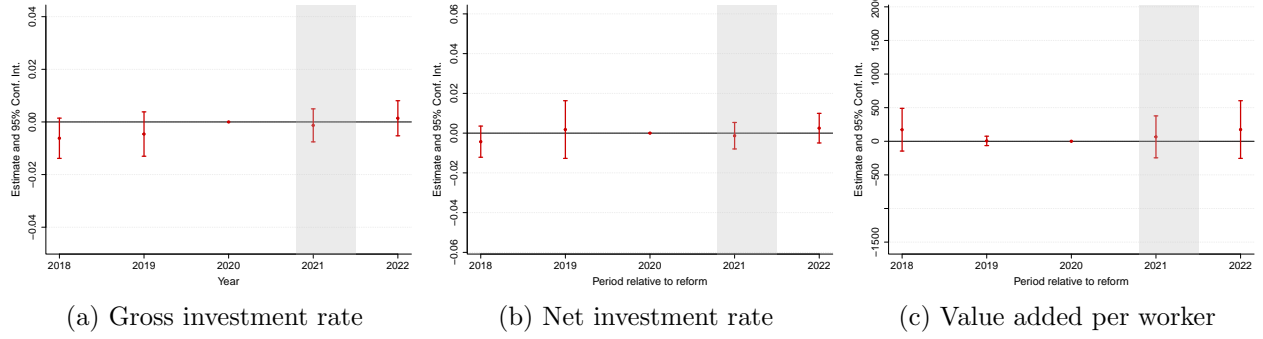 Estimate and 95% Conf. Int.
0.04
0.02
0.00
−0.02
−0.04
2018 2019 2020 2021 2022
Year
(a) Gross investment rate
Estimate and 95% Conf. Int.
0.06
0.04
0.02
0.00
−0.02
−0.04
−0.06
2018 2019 2020 2021 2022
Period relative to reform
(b) Net investment rate
Estimate and 95% Conf. Int.
1500
1000
500
0
−500
−1500
2018 2019 2020 2021 2022
Period relative to reform
(c) Value added per worker